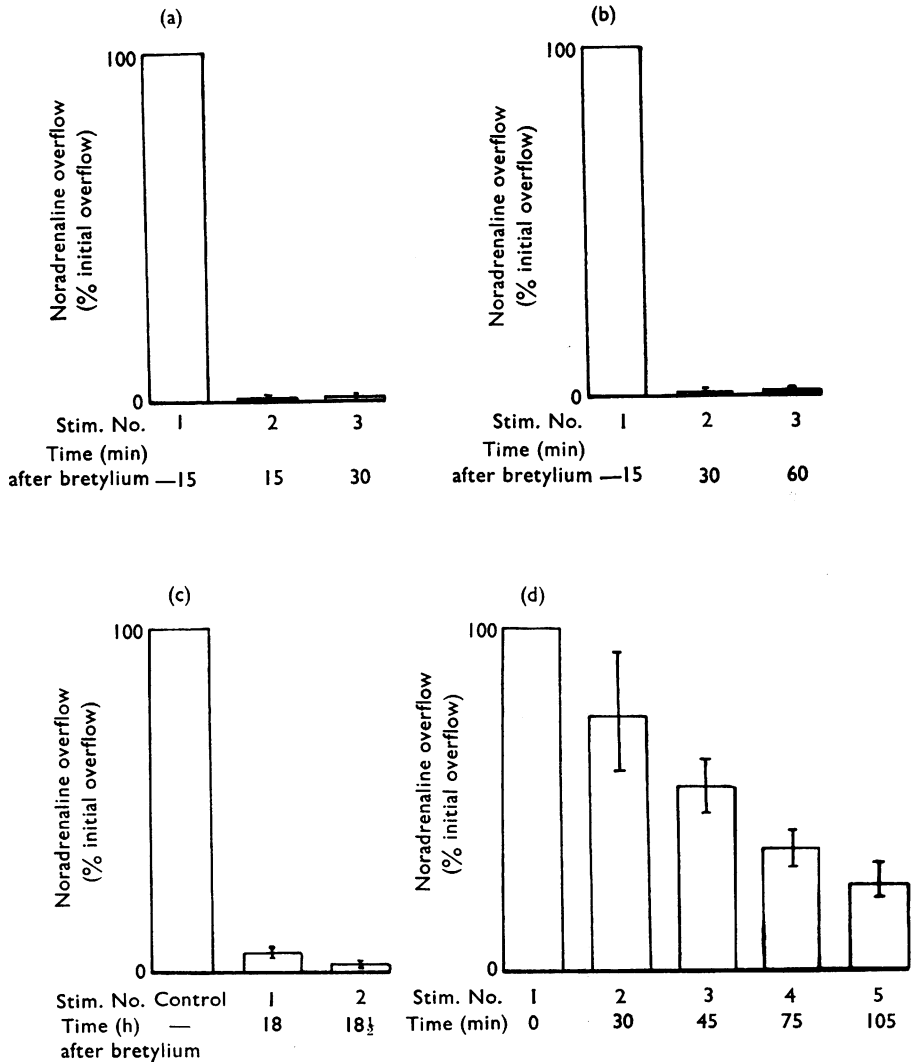 (a)
100
Noradrenaline overflow
(% initial overflow)
0
Stim. No. 1 2 3
Time (min)
after bretylium —15 15 30
(b)
100
Noradrenaline overflow
(% initial overflow)
0
Stim. No. 1 2 3
Time (min)
after bretylium —15 30 60
(c)
100
Noradrenaline overflow
(% initial overflow)
0
Stim. No. Control 1 2
Time (h) — 18 18½
after bretylium
(d)
100
Noradrenaline overflow
(% initial overflow)
0
Stim. No. 1 2 3 4 5
Time (min) 0 30 45 75 105